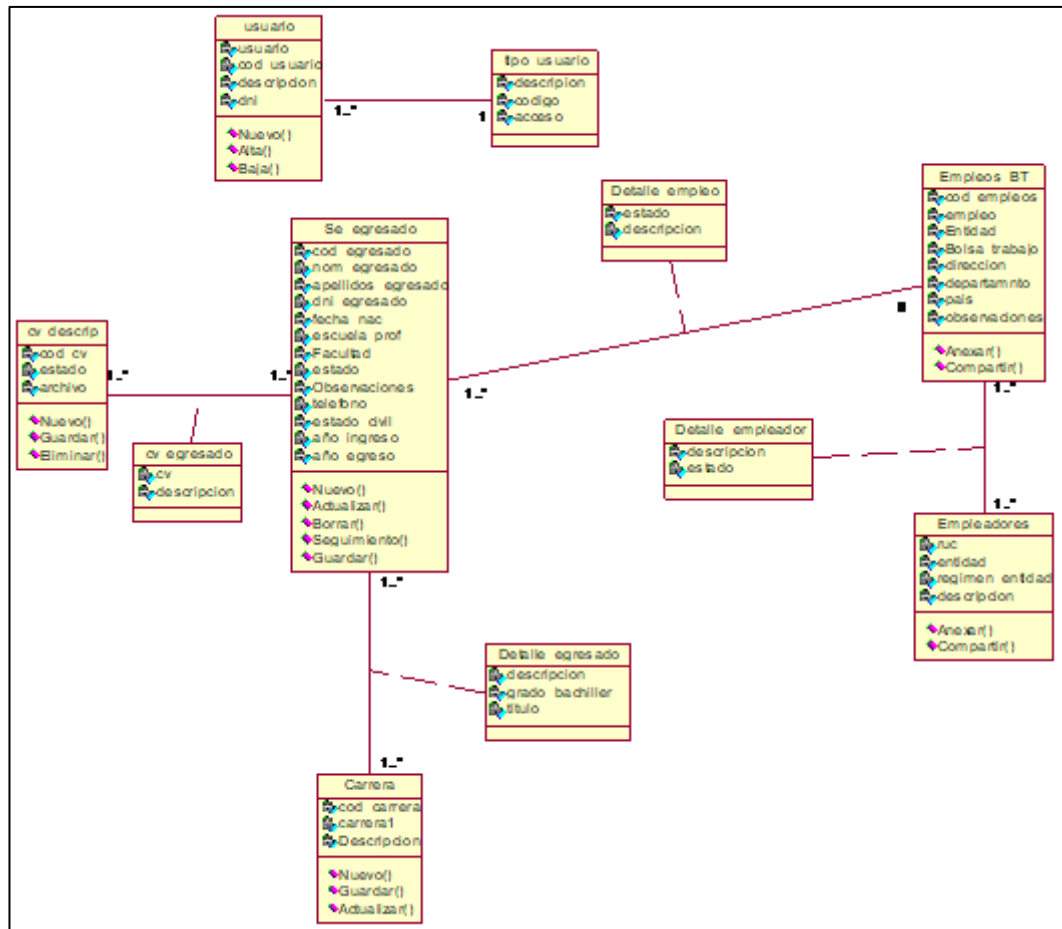 usuario
usuario
cod usuario
descripcion
dni
Nuevo()
Alta()
Baja()
1..*
1
tipo usuario
descripion
codigo
acceso
Detalle empleo
estado
descripcion
Empleos BT
cod empleos
empleo
Entidad
Bolsa trabajo
direccion
departamnto
pais
observaciones
Anexar()
Compartir()
Se egresado
cod egresado
nom egresado
apellidos egresado
dni egresado
fecha nac
escuela prof
Facultad
estado
Observaciones
telefono
estado civil
año ingreso
año egreso
Nuevo()
Actualizar()
Borrar()
Seguimiento()
Guardar()
1..*
cv descrip
cod cv
estado
archivo
Nuevo()
Guardar()
Eliminar()
1..*
1..*
cv egresado
cv
descripcion
1..*
Detalle empleador
descripcion
estado
1..*
Empleadores
ruc
entidad
regimen entidad
descripcion
Anexar()
Compartir()
1..*
Detalle egresado
descripcion
grado bachiller
titulo
1..*
Carrera
cod carrera
carrera1
Descripcion
Nuevo()
Guardar()
Actualizar()